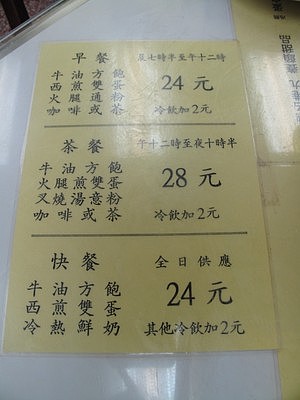 早餐 晨七時半至午十二時
牛油方飽
西煎雙蛋 24元
火腿通粉
咖啡或茶 冷飲加2元
茶餐 午十二時至夜十時半
牛油方飽
火腿煎雙蛋 28元
叉燒湯意粉
咖啡或茶 冷飲加2元
快餐 全日供應
牛油方飽
西煎雙蛋 24元
冷熱鮮奶 其他冷飲加2元